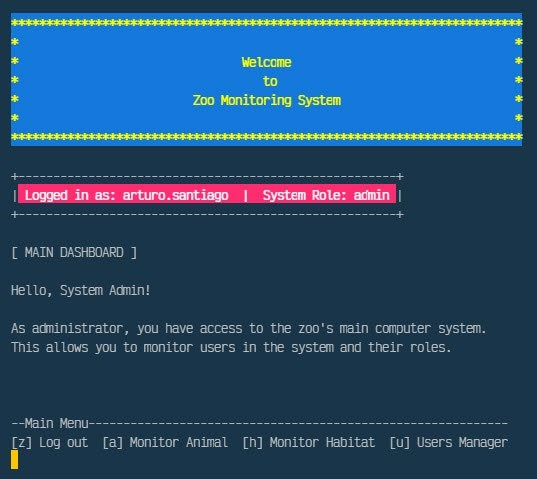 *************************************************************************
*                                                                       *
*                                Welcome                                *
*                                   to                                  *
*                         Zoo Monitoring System                         *
*                                                                       *
*************************************************************************
+------------------------------------------------------+
| Logged in as: arturo.santiago  |  System Role: admin |
+------------------------------------------------------+
[ MAIN DASHBOARD ]
Hello, System Admin!
As administrator, you have access to the zoo's main computer system.
This allows you to monitor users in the system and their roles.
--Main Menu------------------------------------------------------------
[z] Log out  [a] Monitor Animal  [h] Monitor Habitat  [u] Users Manager